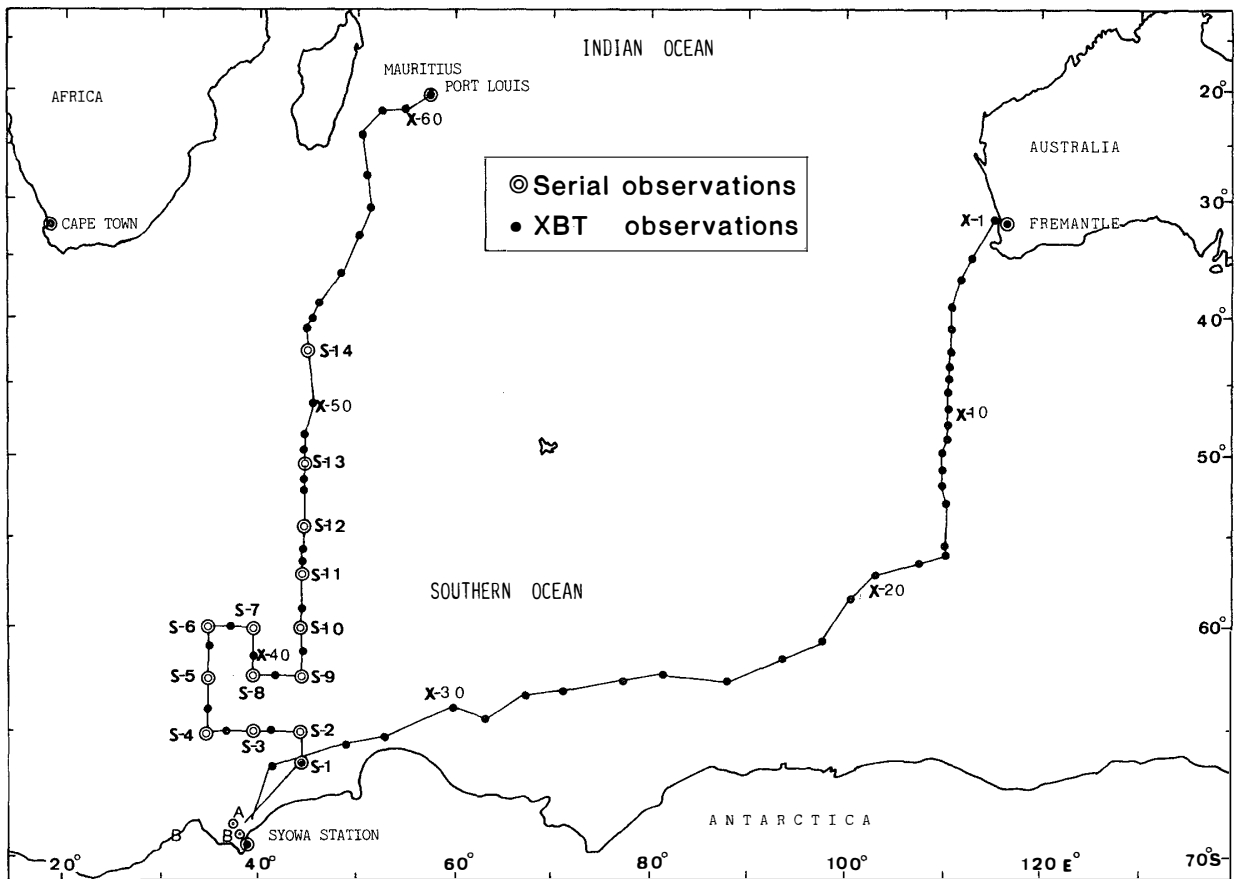 INDIAN OCEAN
MAURITIUS
PORT LOUIS
AFRICA
20°
X-60
AUSTRALIA
◎ Serial observations
● XBT observations
30°
CAPE TOWN
X-1
FREMANTLE
40°
S-14
X-50
X-10
50°
S-13
S-12
S-11
SOUTHERN OCEAN
X-20
S-7
S-6
S-10
60°
X-40
S-5
S-8
S-9
X-30
S-4
S-3
S-2
S-1
A
B
B
SYOWA STATION
ANTARCTICA
20°
40°
60°
80°
100°
120°E
70°S